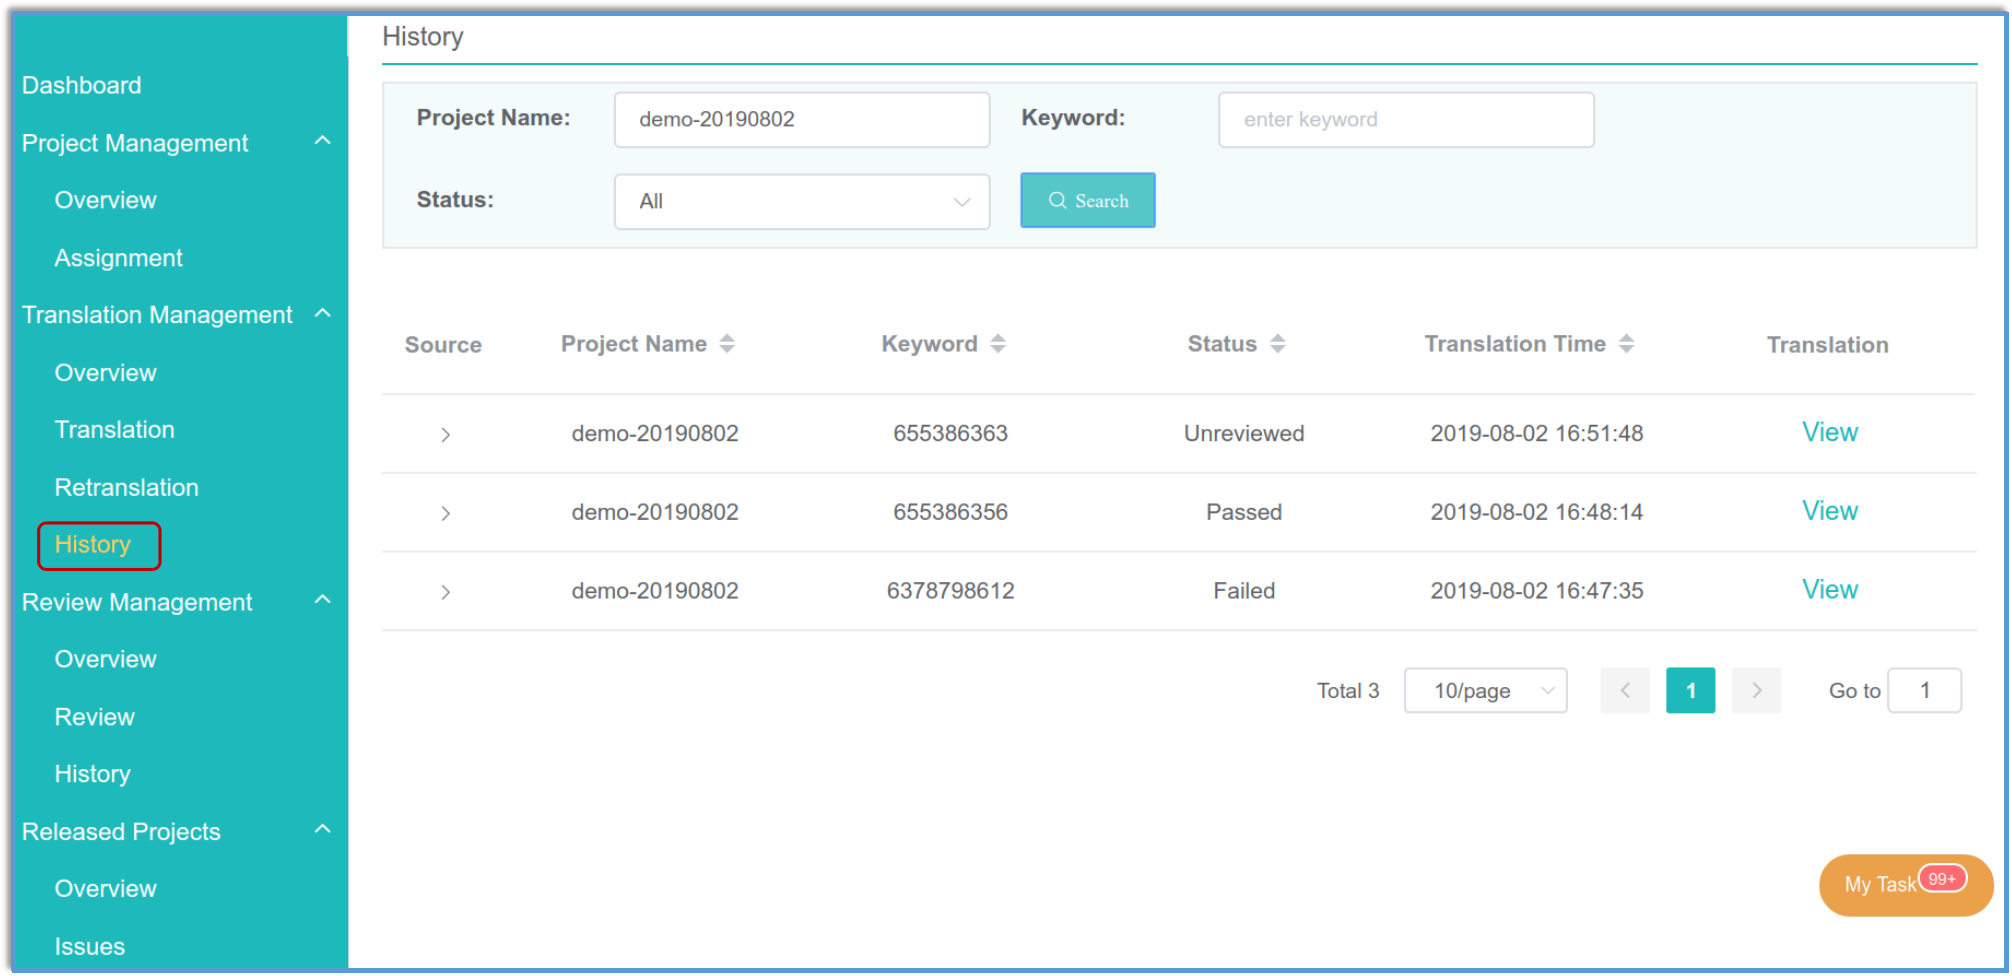 Dashboard
Project Management
Overview
Assignment
Translation Management
Overview
Translation
Retranslation
History
Review Management
Overview
Review
History
Released Projects
Overview
Issues
History
Project Name: demo-20190802 Keyword: enter keyword
Status: All Search
Source Project Name Keyword Status Translation Time Translation
demo-20190802 655386363 Unreviewed 2019-08-02 16:51:48 View
demo-20190802 655386356 Passed 2019-08-02 16:48:14 View
demo-20190802 6378798612 Failed 2019-08-02 16:47:35 View
Total 3 10/page 1 Go to 1
My Task 99+